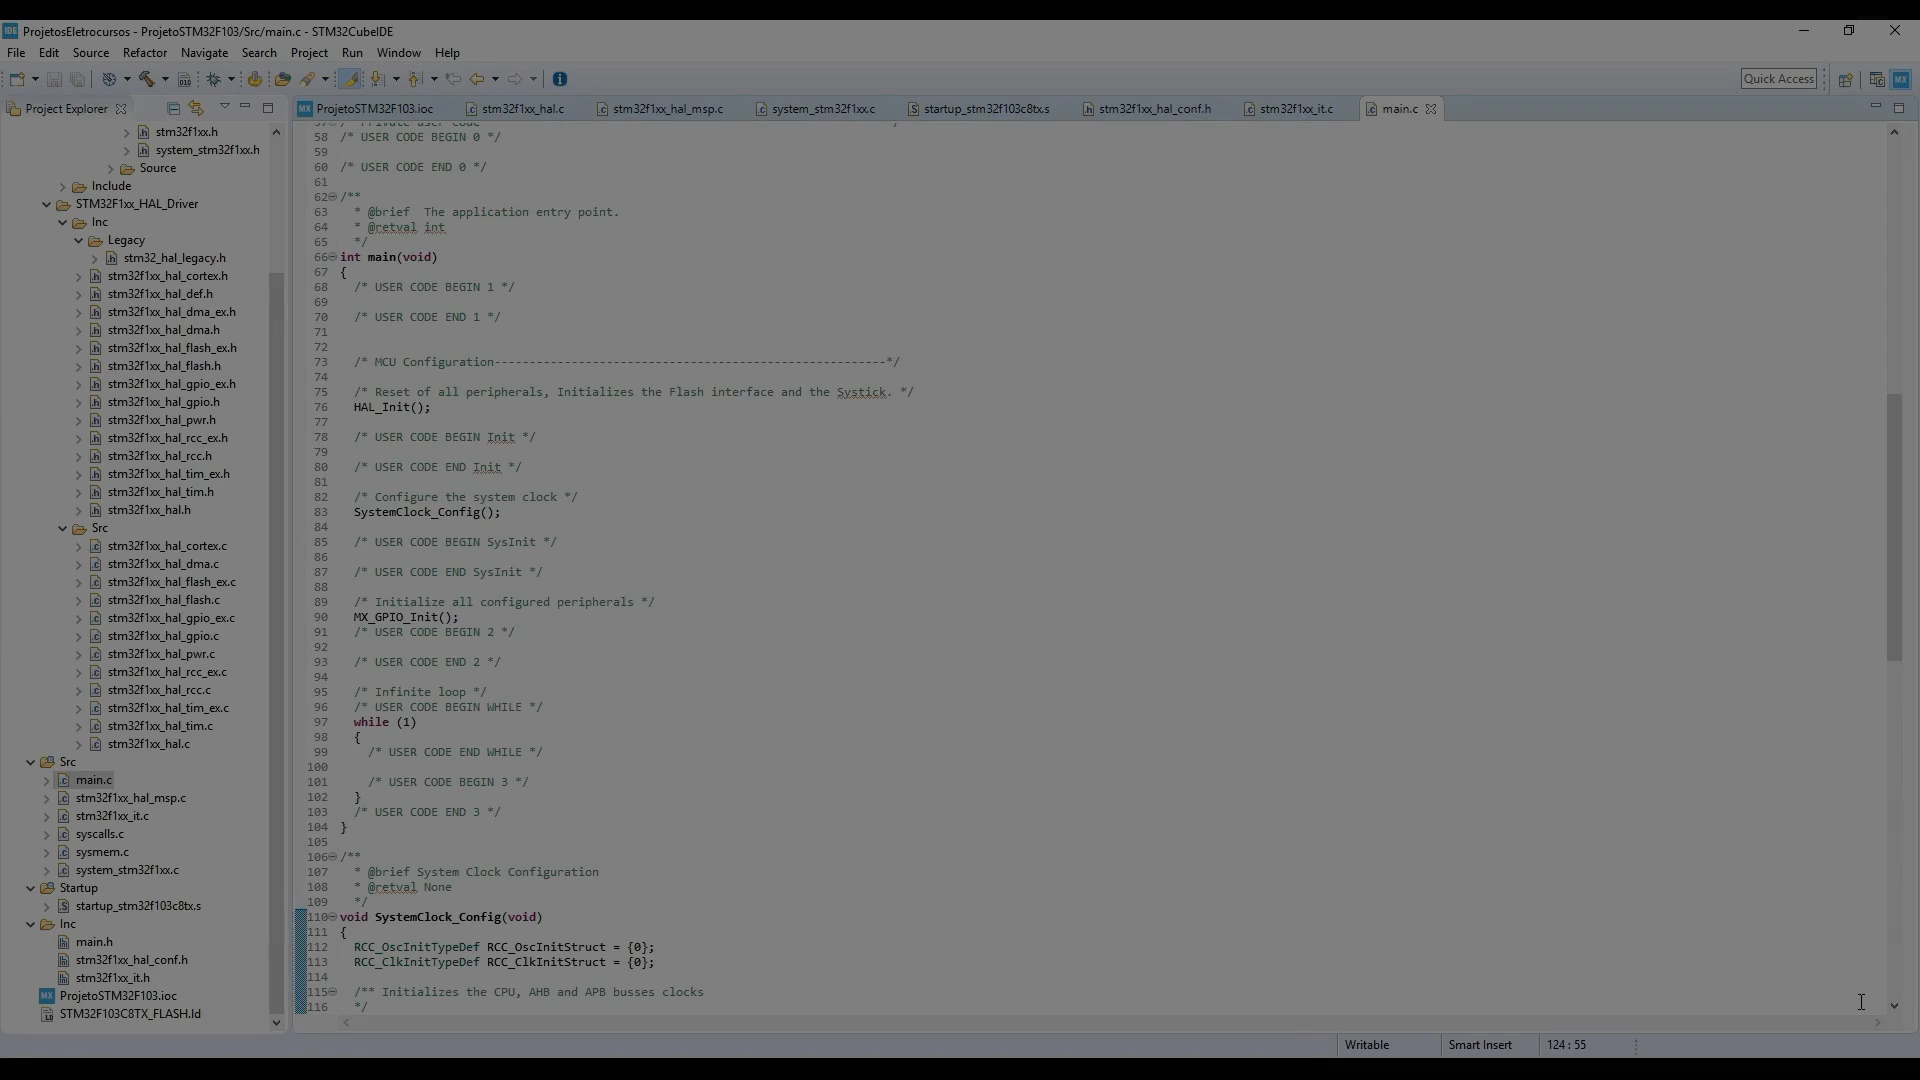 IDE ProjetosEletrocursos - ProjetoSTM32F103/Src/main.c - STM32CubeIDE
File Edit Source Refactor Navigate Search Project Run Window Help
Quick Access
MX
Project Explorer
stm32f1xx.h
system_stm32f1xx.h
Source
Include
STM32F1xx_HAL_Driver
Inc
Legacy
stm32_hal_legacy.h
stm32f1xx_hal_cortex.h
stm32f1xx_hal_def.h
stm32f1xx_hal_dma_ex.h
stm32f1xx_hal_dma.h
stm32f1xx_hal_flash_ex.h
stm32f1xx_hal_flash.h
stm32f1xx_hal_gpio_ex.h
stm32f1xx_hal_gpio.h
stm32f1xx_hal_pwr.h
stm32f1xx_hal_rcc_ex.h
stm32f1xx_hal_rcc.h
stm32f1xx_hal_tim_ex.h
stm32f1xx_hal_tim.h
stm32f1xx_hal.h
Src
stm32f1xx_hal_cortex.c
stm32f1xx_hal_dma.c
stm32f1xx_hal_flash_ex.c
stm32f1xx_hal_flash.c
stm32f1xx_hal_gpio_ex.c
stm32f1xx_hal_gpio.c
stm32f1xx_hal_pwr.c
stm32f1xx_hal_rcc_ex.c
stm32f1xx_hal_rcc.c
stm32f1xx_hal_tim_ex.c
stm32f1xx_hal_tim.c
stm32f1xx_hal.c
Src
main.c
stm32f1xx_hal_msp.c
stm32f1xx_it.c
syscalls.c
sysmem.c
system_stm32f1xx.c
Startup
startup_stm32f103c8tx.s
Inc
main.h
stm32f1xx_hal_conf.h
stm32f1xx_it.h
MX ProjetoSTM32F103.ioc
STM32F103C8TX_FLASH.ld
MX ProjetoSTM32F103.ioc stm32f1xx_hal.c stm32f1xx_hal_msp.c system_stm32f1xx.c startup_stm32f103c8tx.s stm32f1xx_hal_conf.h stm32f1xx_it.c main.c
58 /* USER CODE BEGIN 0 */
59
60 /* USER CODE END 0 */
61
62 /**
63 * @brief  The application entry point.
64 * @retval int
65 */
66 int main(void)
67 {
68 /* USER CODE BEGIN 1 */
69
70 /* USER CODE END 1 */
71
72
73 /* MCU Configuration--------------------------------------------------------*/
74
75 /* Reset of all peripherals, Initializes the Flash interface and the Systick. */
76 HAL_Init();
77
78 /* USER CODE BEGIN Init */
79
80 /* USER CODE END Init */
81
82 /* Configure the system clock */
83 SystemClock_Config();
84
85 /* USER CODE BEGIN SysInit */
86
87 /* USER CODE END SysInit */
88
89 /* Initialize all configured peripherals */
90 MX_GPIO_Init();
91 /* USER CODE BEGIN 2 */
92
93 /* USER CODE END 2 */
94
95 /* Infinite loop */
96 /* USER CODE BEGIN WHILE */
97 while (1)
98 {
99 /* USER CODE END WHILE */
100
101 /* USER CODE BEGIN 3 */
102 }
103 /* USER CODE END 3 */
104 }
105
106 /**
107 * @brief System Clock Configuration
108 * @retval None
109 */
110 void SystemClock_Config(void)
111 {
112 RCC_OscInitTypeDef RCC_OscInitStruct = {0};
113 RCC_ClkInitTypeDef RCC_ClkInitStruct = {0};
114
115 /** Initializes the CPU, AHB and APB busses clocks
116 */
Writable Smart Insert 124 : 55